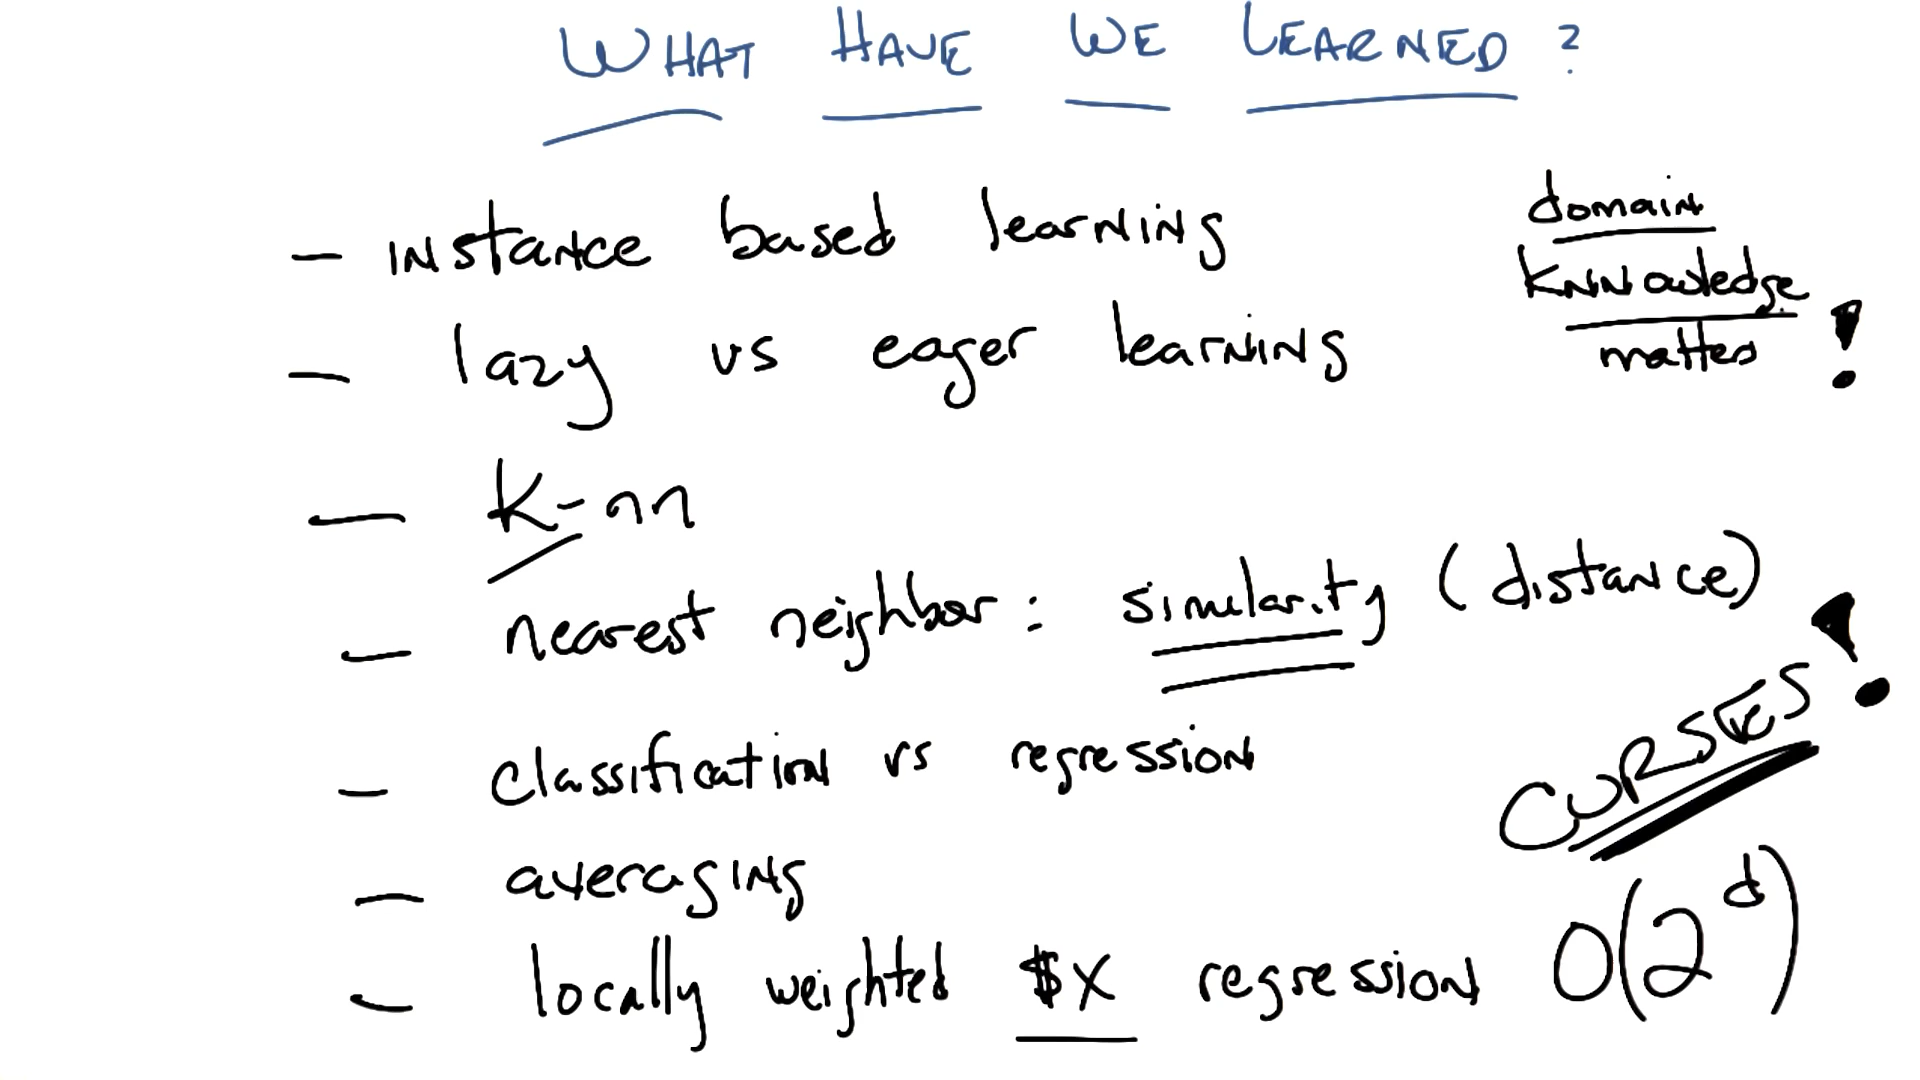 WHAT HAVE WE LEARNED?
- instance based learning
- lazy vs eager learning
- K-nn
- nearest neighbor: similarity (distance)
- classification vs regression
- averaging
- locally weighted $X regression
domain
KNNowledge
matters!
CURSES!
O(2^d)